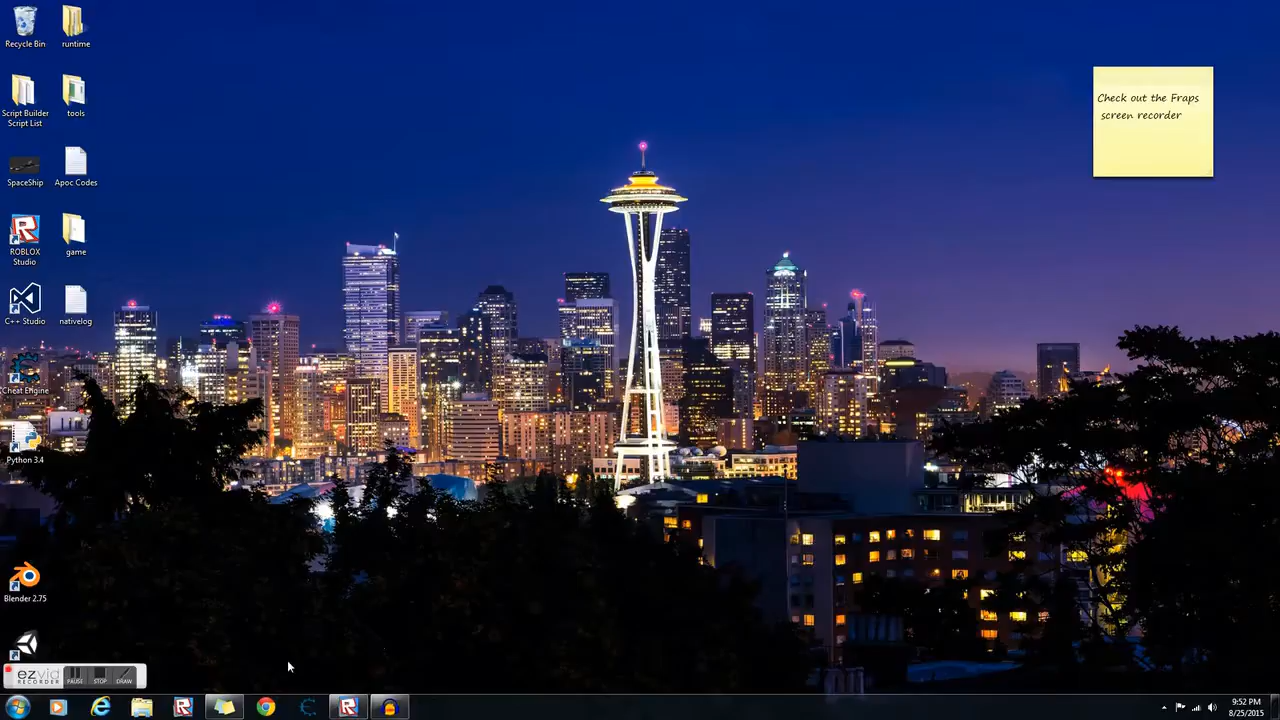 Recycle Bin
runtime
Script Builder
Script List
tools
SpaceShip
Apoc Codes
ROBLOX
Studio
game
C++ Studio
nativelog
Cheat Engine
Python 3.4
Blender 2.75
Check out the Fraps
screen recorder
ezvid
RECORDER
PAUSE
STOP
DRAW
9:52 PM
8/25/2015